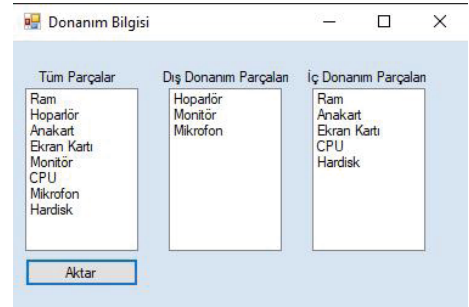 Donanım Bilgisi
Tüm Parçalar
Ram
Hoparlör
Anakart
Ekran Kartı
Monitör
CPU
Mikrofon
Hardisk
Aktar
Dış Donanım Parçaları
Hoparlör
Monitör
Mikrofon
İç Donanım Parçaları
Ram
Anakart
Ekran Kartı
CPU
Hardisk